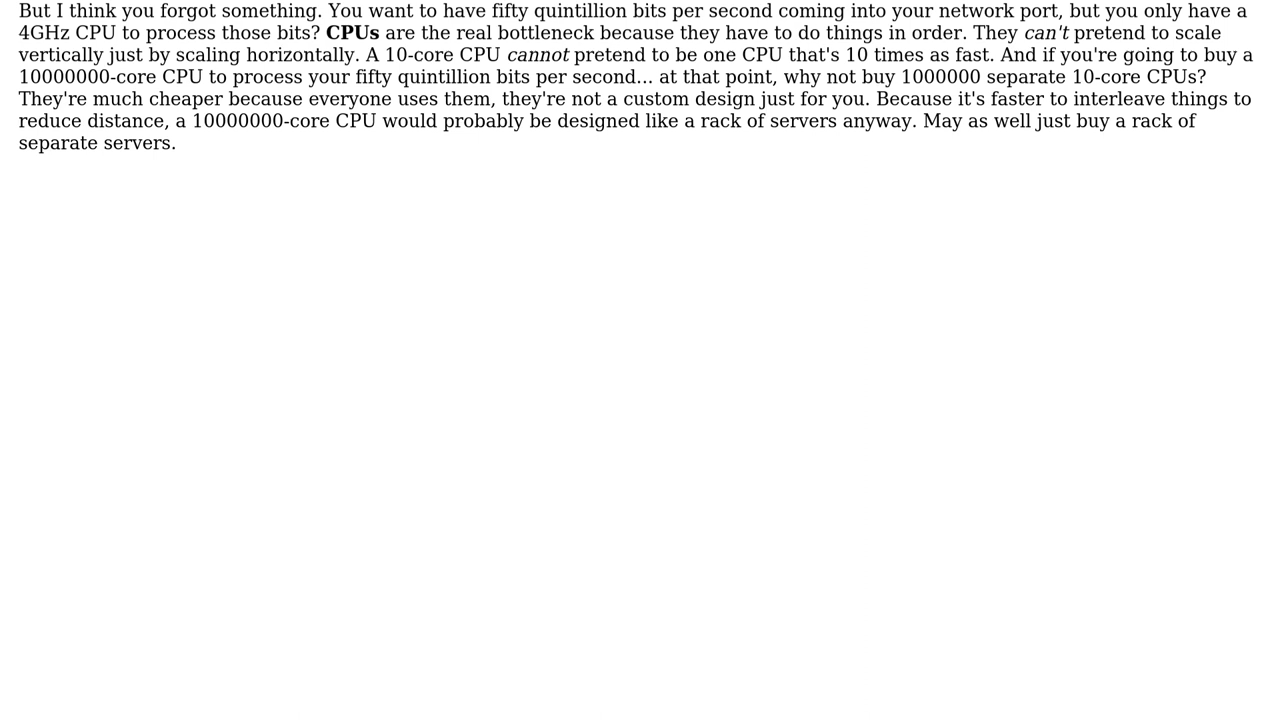 But I think you forgot something. You want to have fifty quintillion bits per second coming into your network port, but you only have a
4GHz CPU to process those bits? CPUs are the real bottleneck because they have to do things in order. They can't pretend to scale
vertically just by scaling horizontally. A 10-core CPU cannot pretend to be one CPU that's 10 times as fast. And if you're going to buy a
10000000-core CPU to process your fifty quintillion bits per second... at that point, why not buy 1000000 separate 10-core CPUs?
They're much cheaper because everyone uses them, they're not a custom design just for you. Because it's faster to interleave things to
reduce distance, a 10000000-core CPU would probably be designed like a rack of servers anyway. May as well just buy a rack of
separate servers.